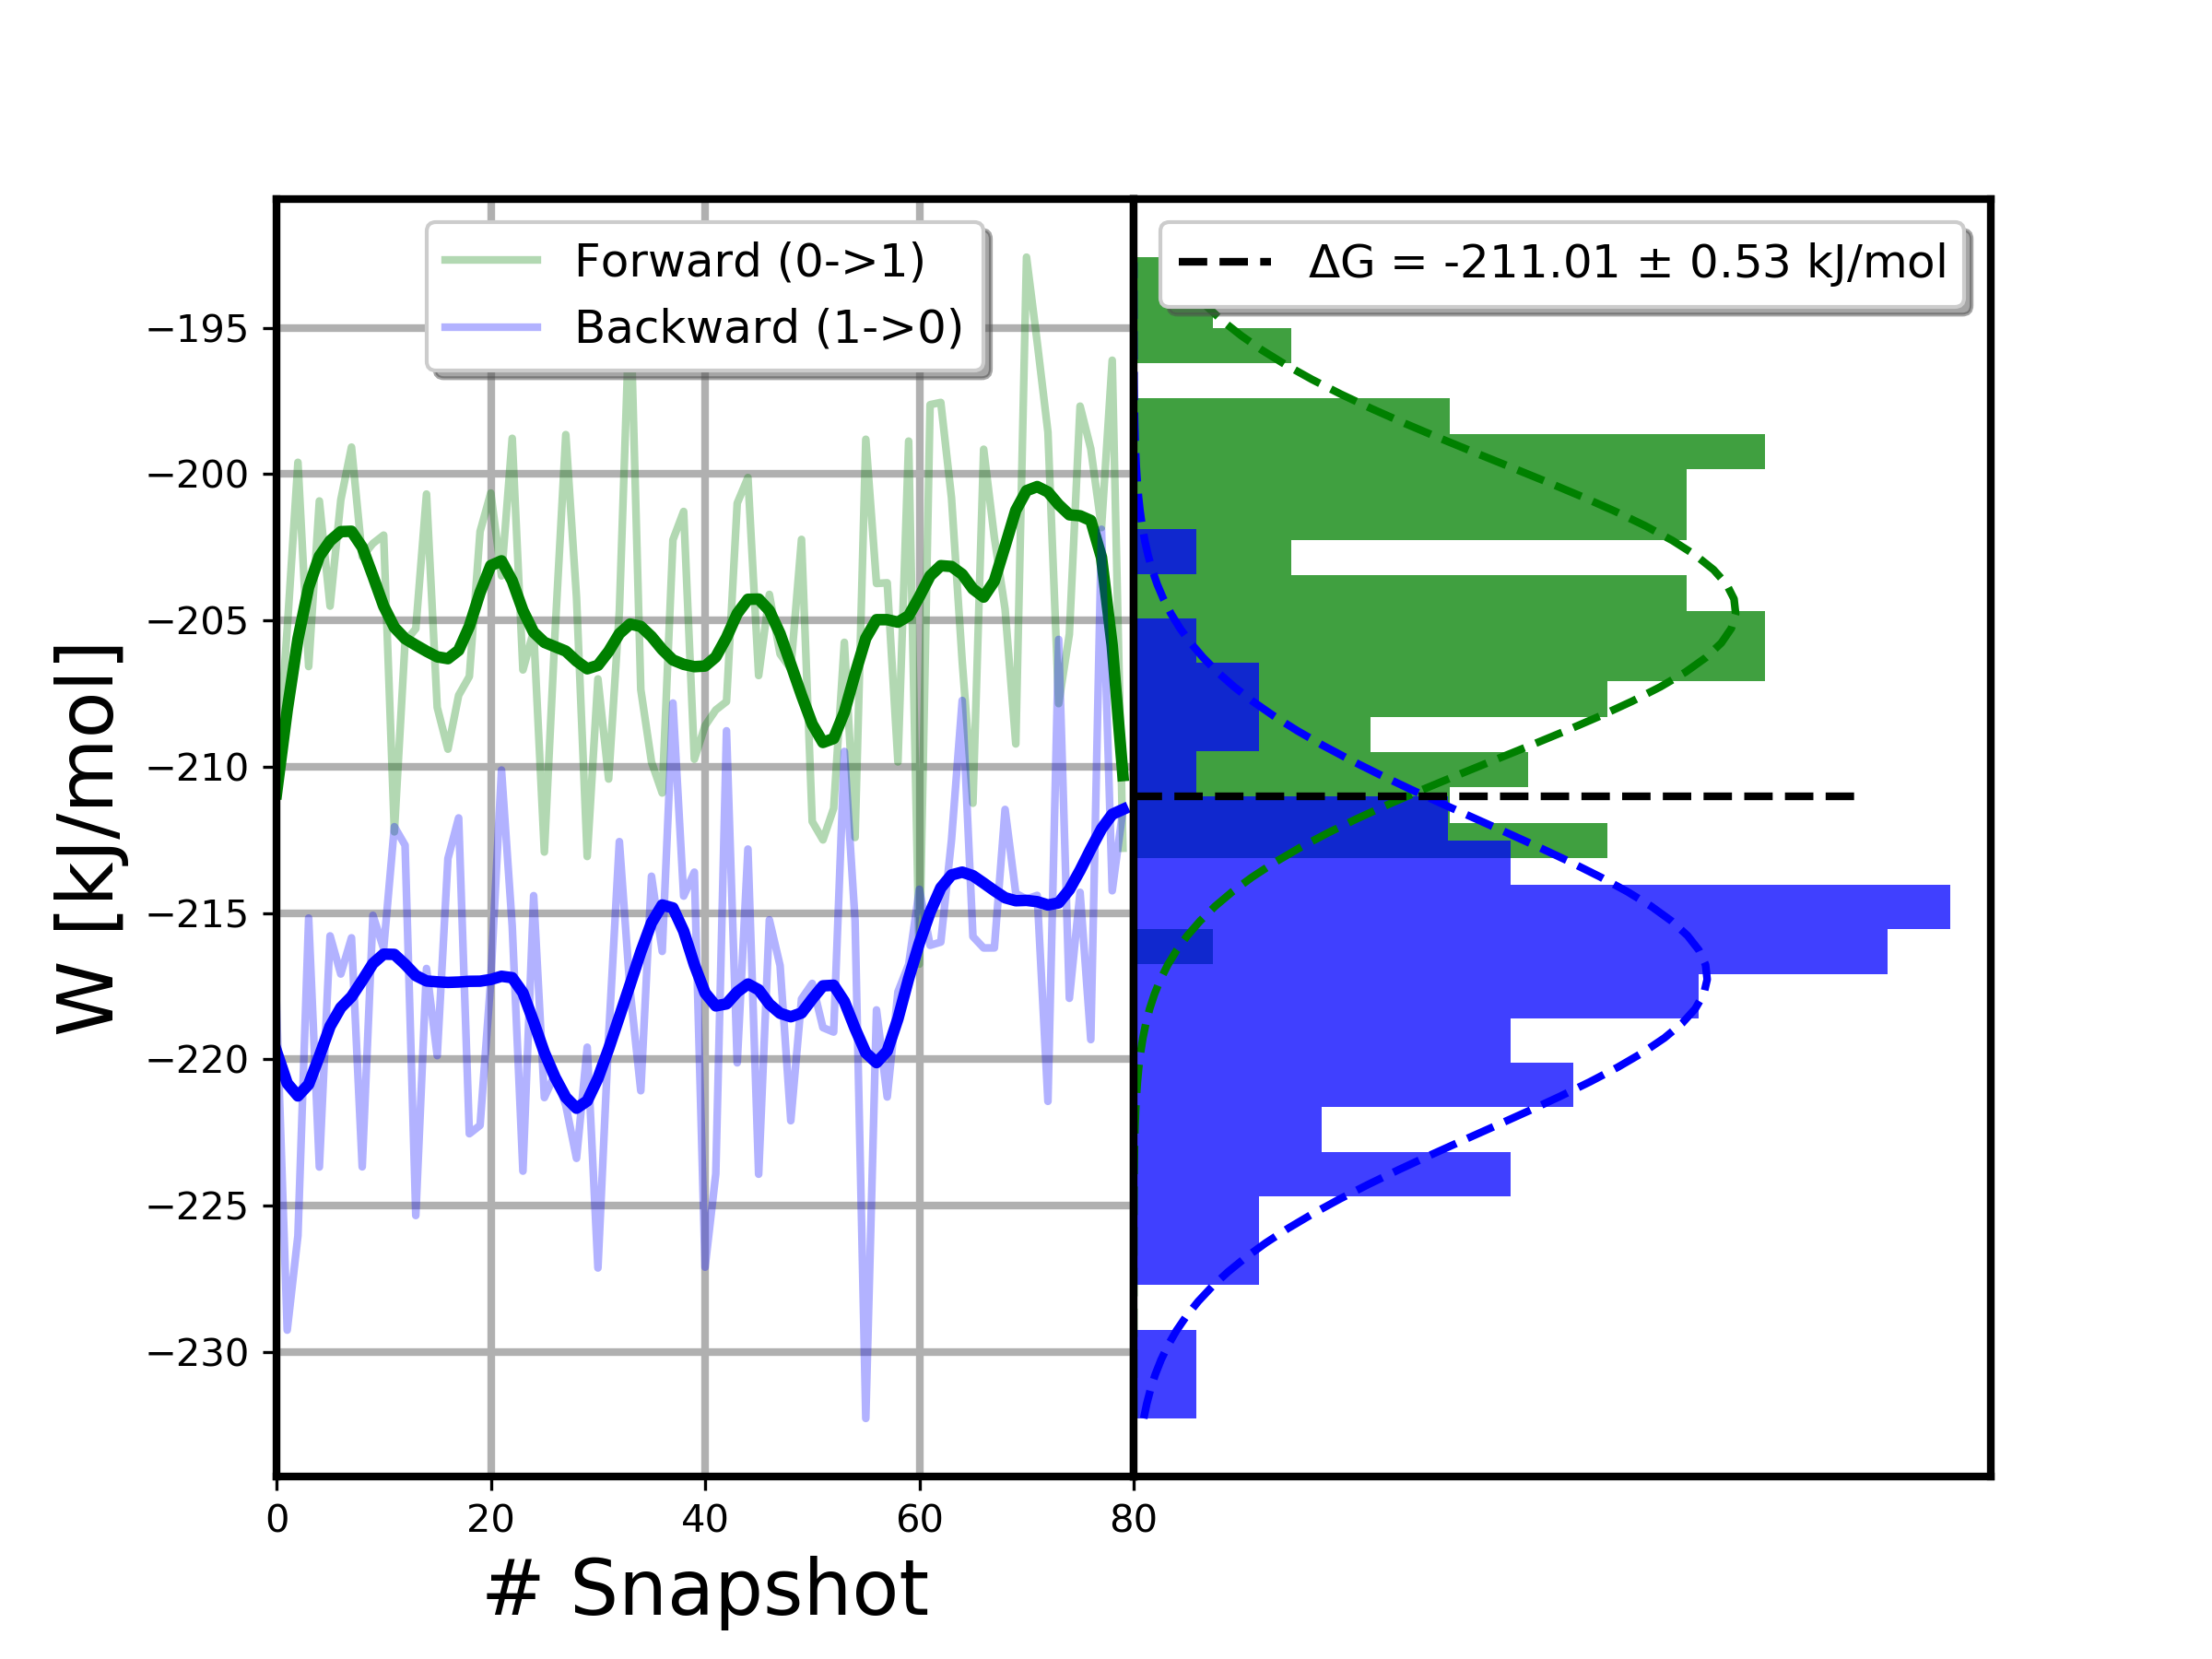 Forward (0->1)
Backward (1->0)
ΔG = -211.01 ± 0.53 kJ/mol
W [kJ/mol]
−195
−200
−205
−210
−215
−220
−225
−230
0 20 40 60 80
# Snapshot